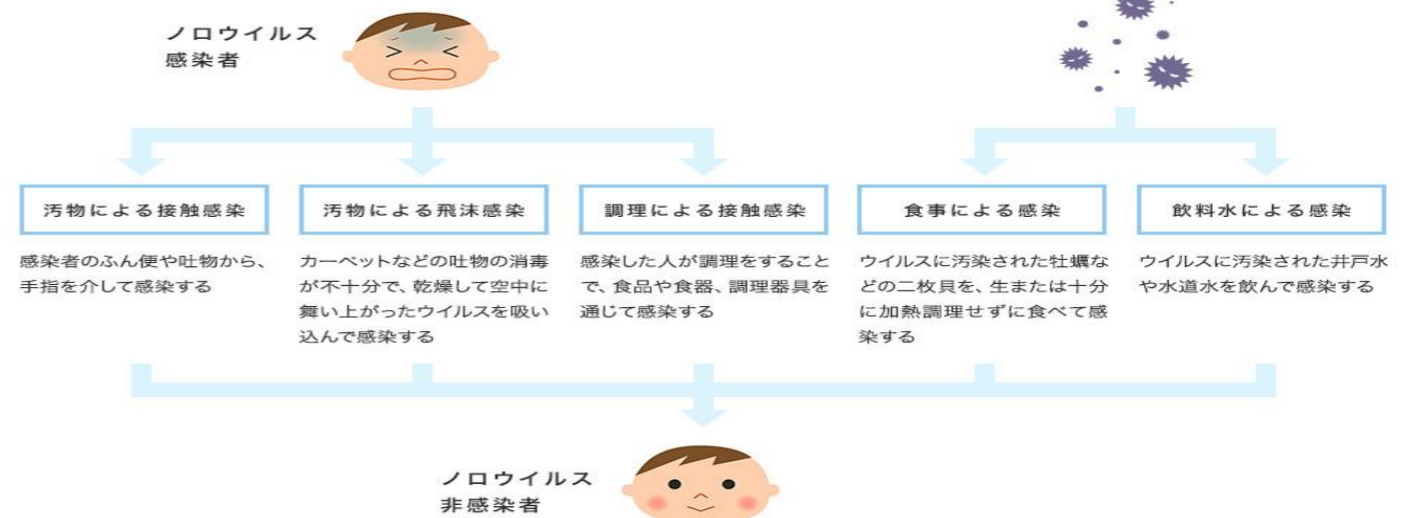 ノロウイルス
感染者
汚物による接触感染
感染者のふん便や吐物から、
手指を介して感染する
汚物による飛沫感染
カーペットなどの吐物の消毒
が不十分で、乾燥して空中に
舞い上がったウイルスを吸い
込んで感染する
調理による接触感染
感染した人が調理をすること
で、食品や食器、調理器具を
通じて感染する
食事による感染
ウイルスに汚染された牡蠣な
どの二枚貝を、生または十分
に加熱調理せずに食べて感
染する
飲料水による感染
ウイルスに汚染された井戸水
や水道水を飲んで感染する
ノロウイルス
非感染者